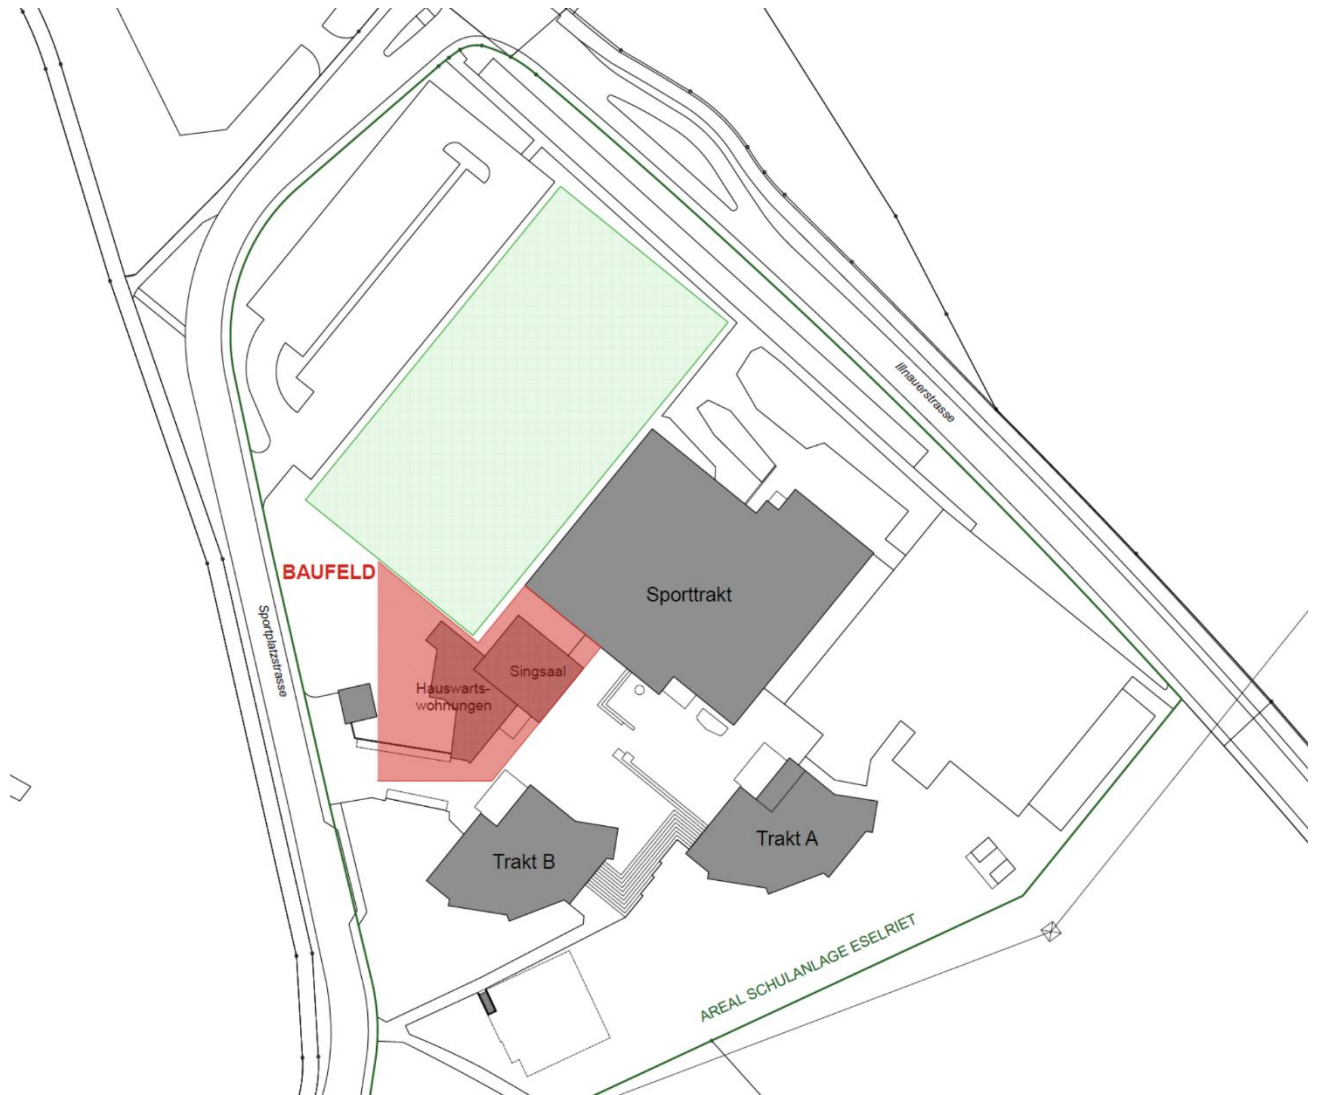 Illnauerstrasse
BAUFELD
Sporttrakt
Sportplatzstrasse
Singsaal
Hauswarts-
wohnungen
Trakt A
Trakt B
AREAL SCHULANLAGE ESELRIET